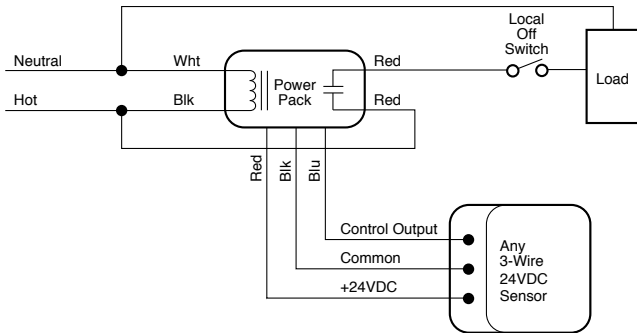 Local
Off
Switch
Neutral
Wht
Red
Power
Pack
Load
Hot
Blk
Red
Red
Blk
Blu
Control Output
Common
+24VDC
Any
3-Wire
24VDC
Sensor